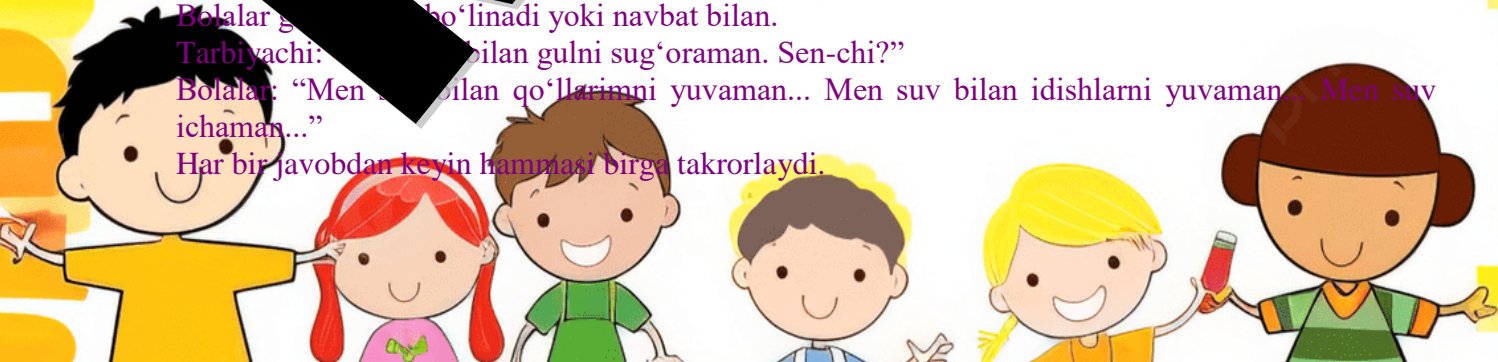 Bolalar bo‘linadi yoki navbat bilan.
Tarbiyachi: bilan gulni sug‘oraman. Sen-chi?”
Bolalar: “Men bilan qo‘llarimni yuvaman... Men suv bilan idishlarni yuvaman... Men suv
ichaman...”
Har bir javobdan keyin hammasi birga takrorlaydi.